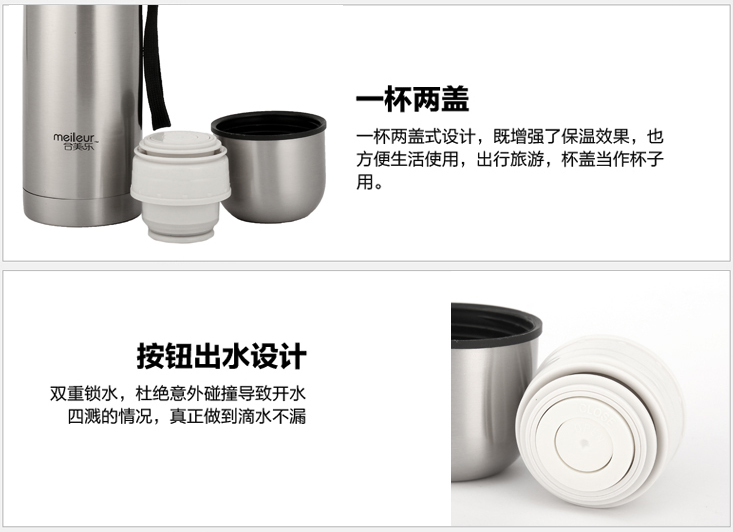 meileur
合美乐
一杯两盖
一杯两盖式设计，既增强了保温效果，也
方便生活使用，出行旅游，杯盖当作杯子
用。
按钮出水设计
双重锁水，杜绝意外碰撞导致开水
四溅的情况，真正做到滴水不漏